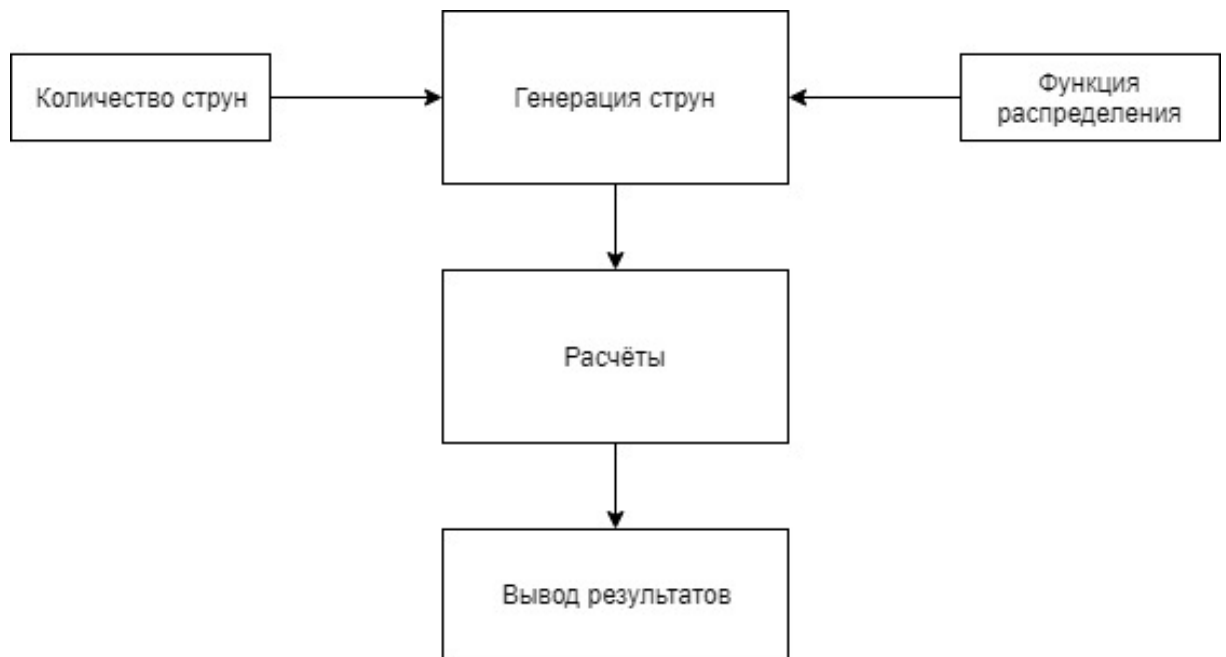 Количество струн
Генерация струн
Функция
распределения
Расчёты
Вывод результатов